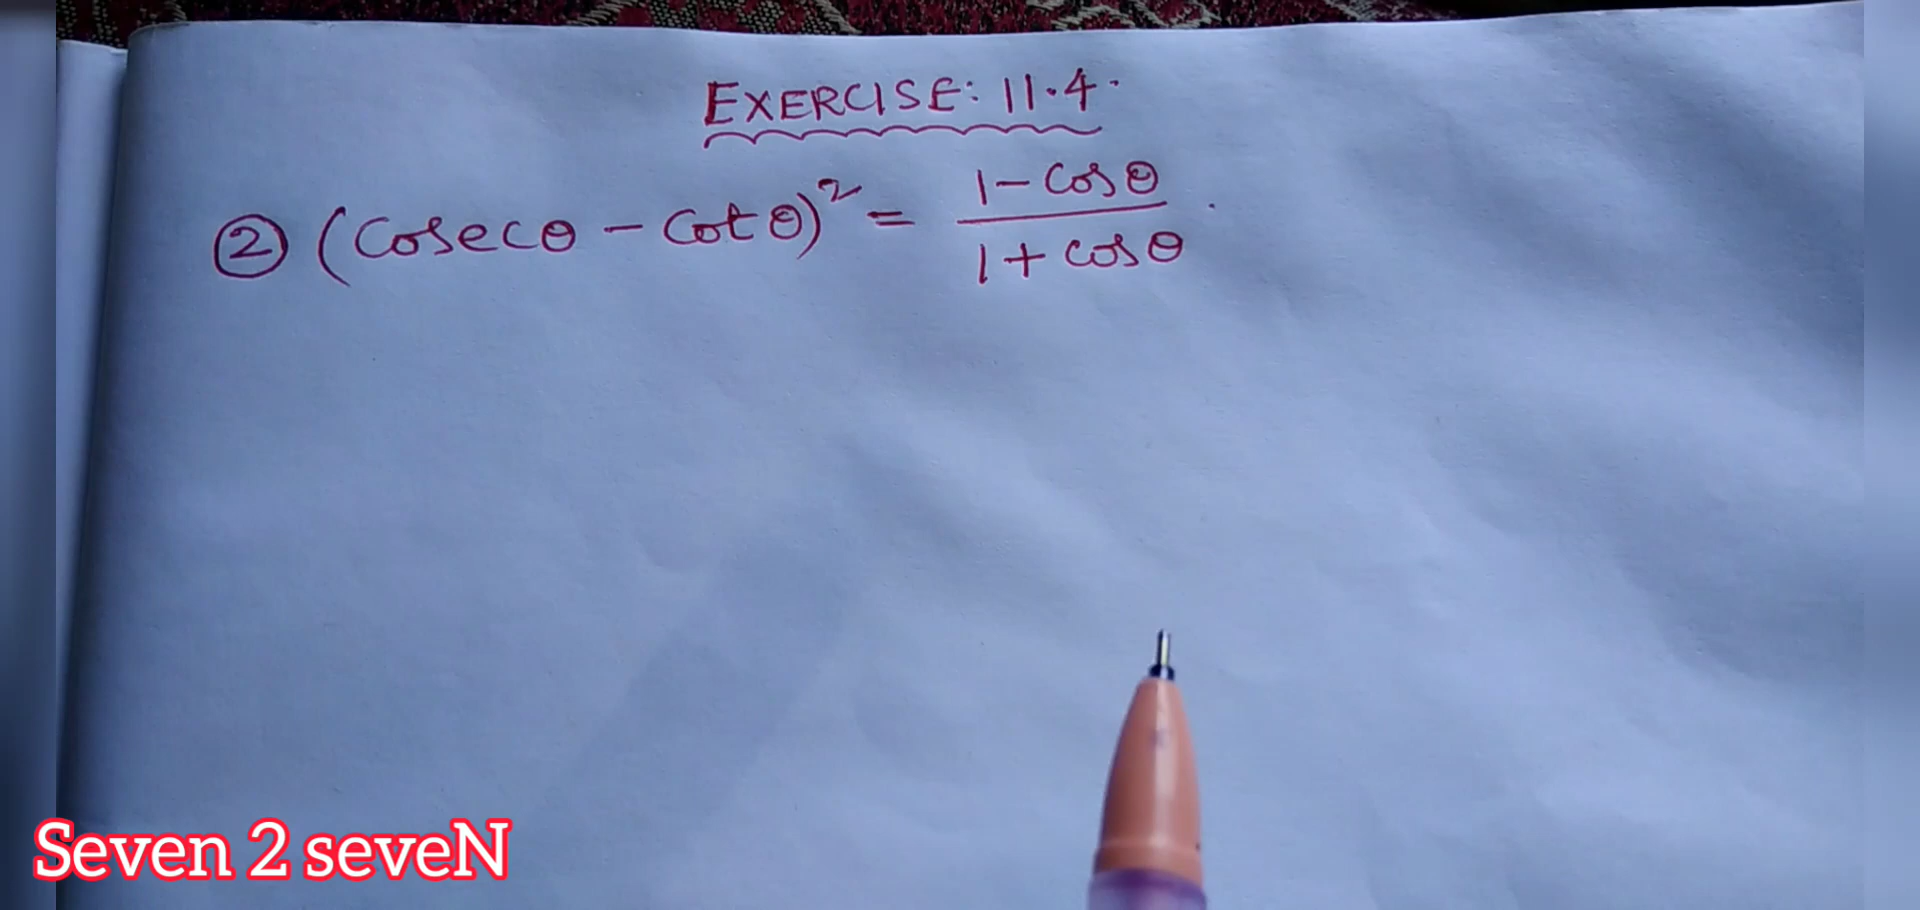 EXERCISE: 11.4.
② (Cosecθ - Cotθ)² = (1 - Cosθ)/(1 + cosθ).
Seven 2 seveN